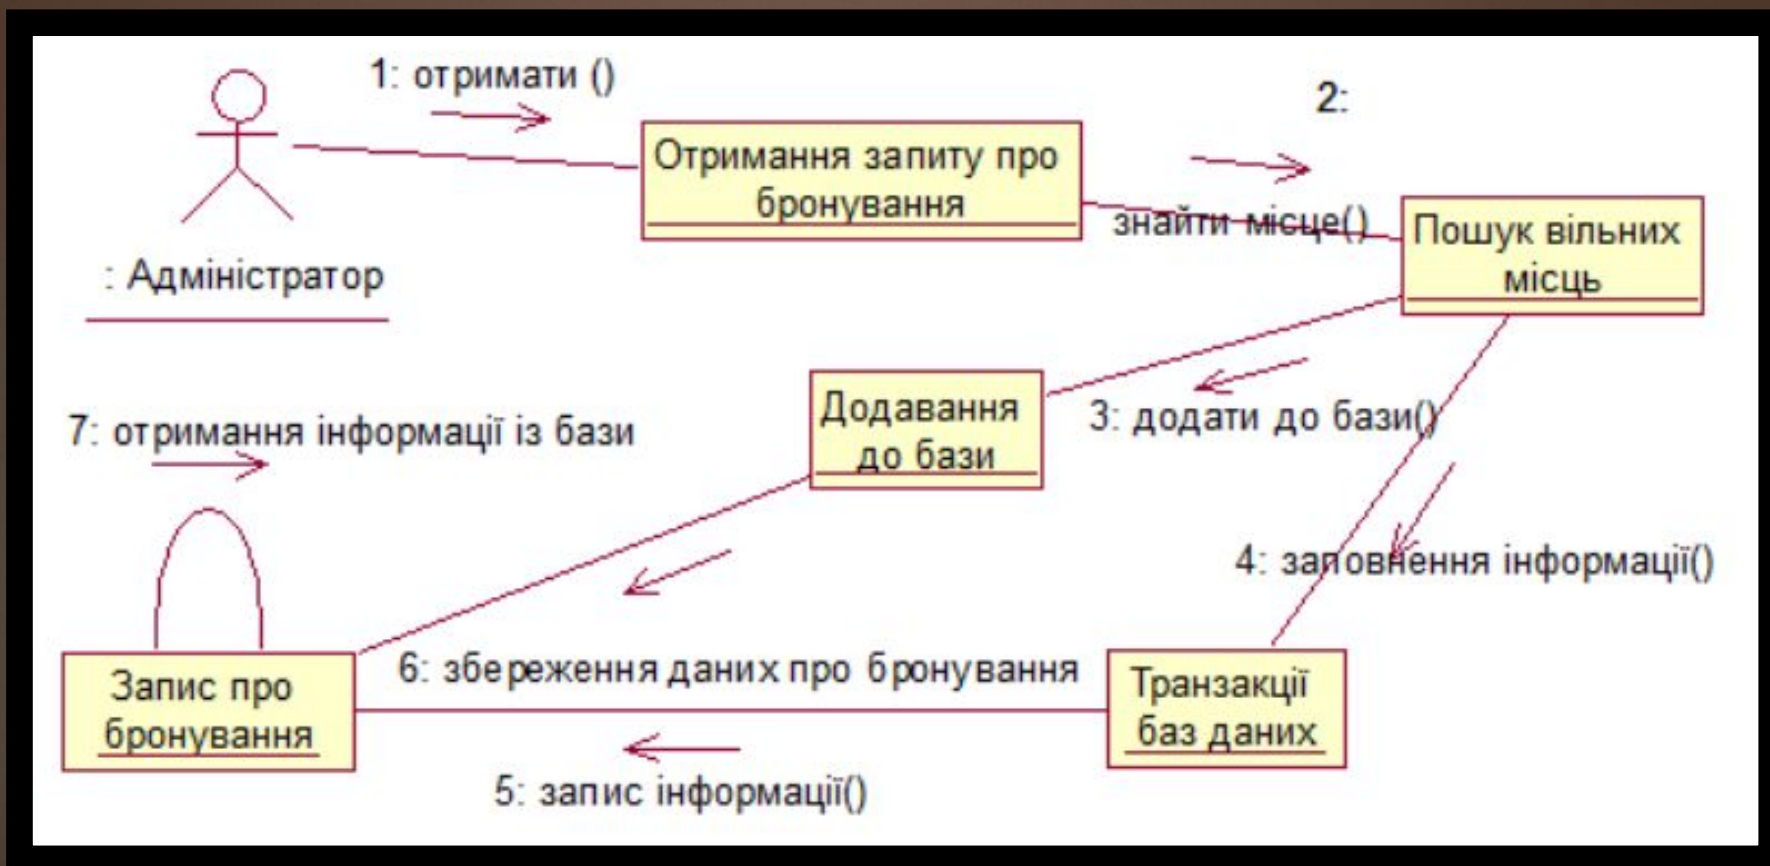 1: отримати ()
2:
Отримання запиту про
бронування
знайти місце()
Пошук вільних
місць
: Адміністратор
Додавання
до бази
3: додати до бази()
7: отримання інформації із бази
4: заповнення інформації()
Запис про
бронування
6: збереження даних про бронування
Транзакції
баз даних
5: запис інформації()